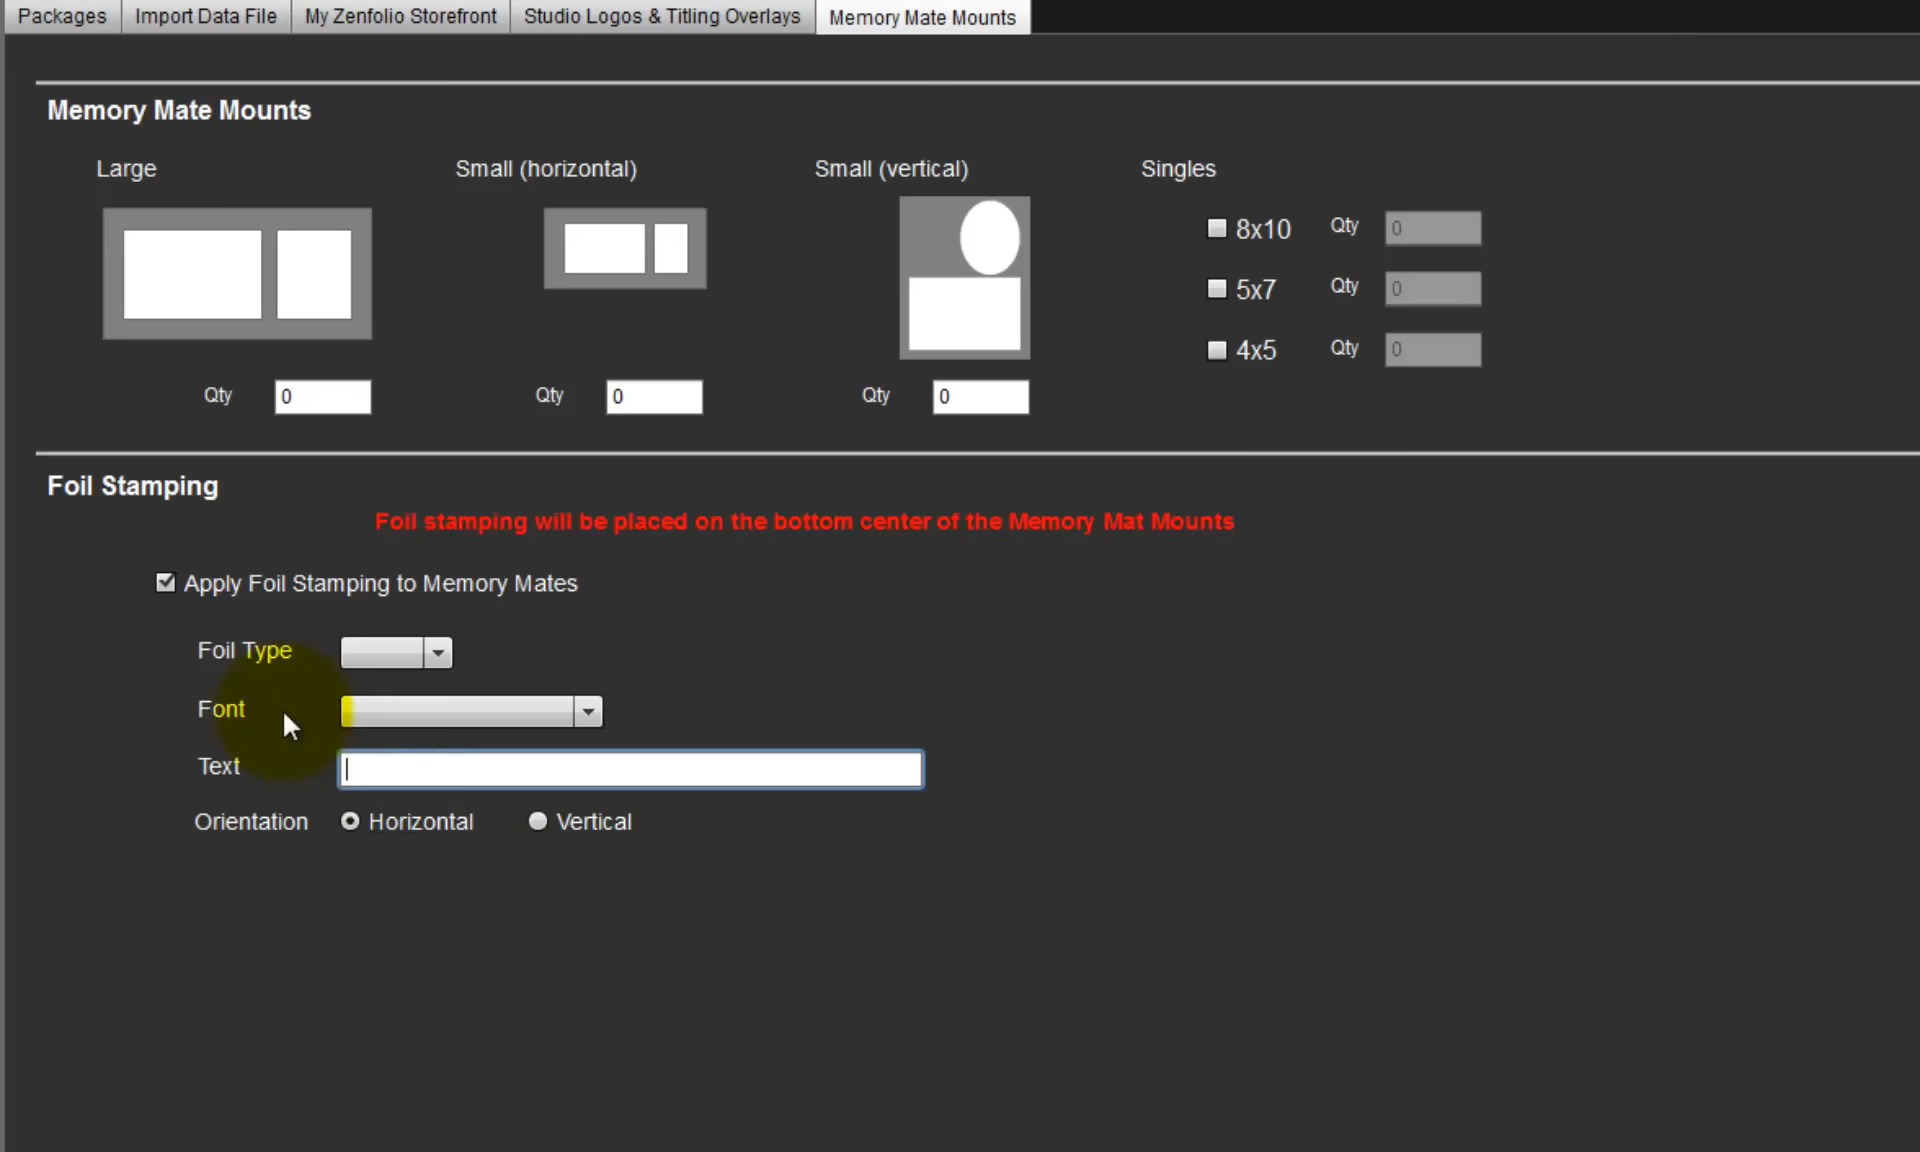 Packages Import Data File My Zenfolio Storefront Studio Logos & Titling Overlays Memory Mate Mounts
Memory Mate Mounts
Large Small (horizontal) Small (vertical) Singles
8x10 Qty 0
5x7 Qty 0
4x5 Qty 0
Qty 0 Qty 0 Qty 0
Foil Stamping
Foil stamping will be placed on the bottom center of the Memory Mat Mounts
Apply Foil Stamping to Memory Mates
Foil Type
Font
Text
Orientation Horizontal Vertical